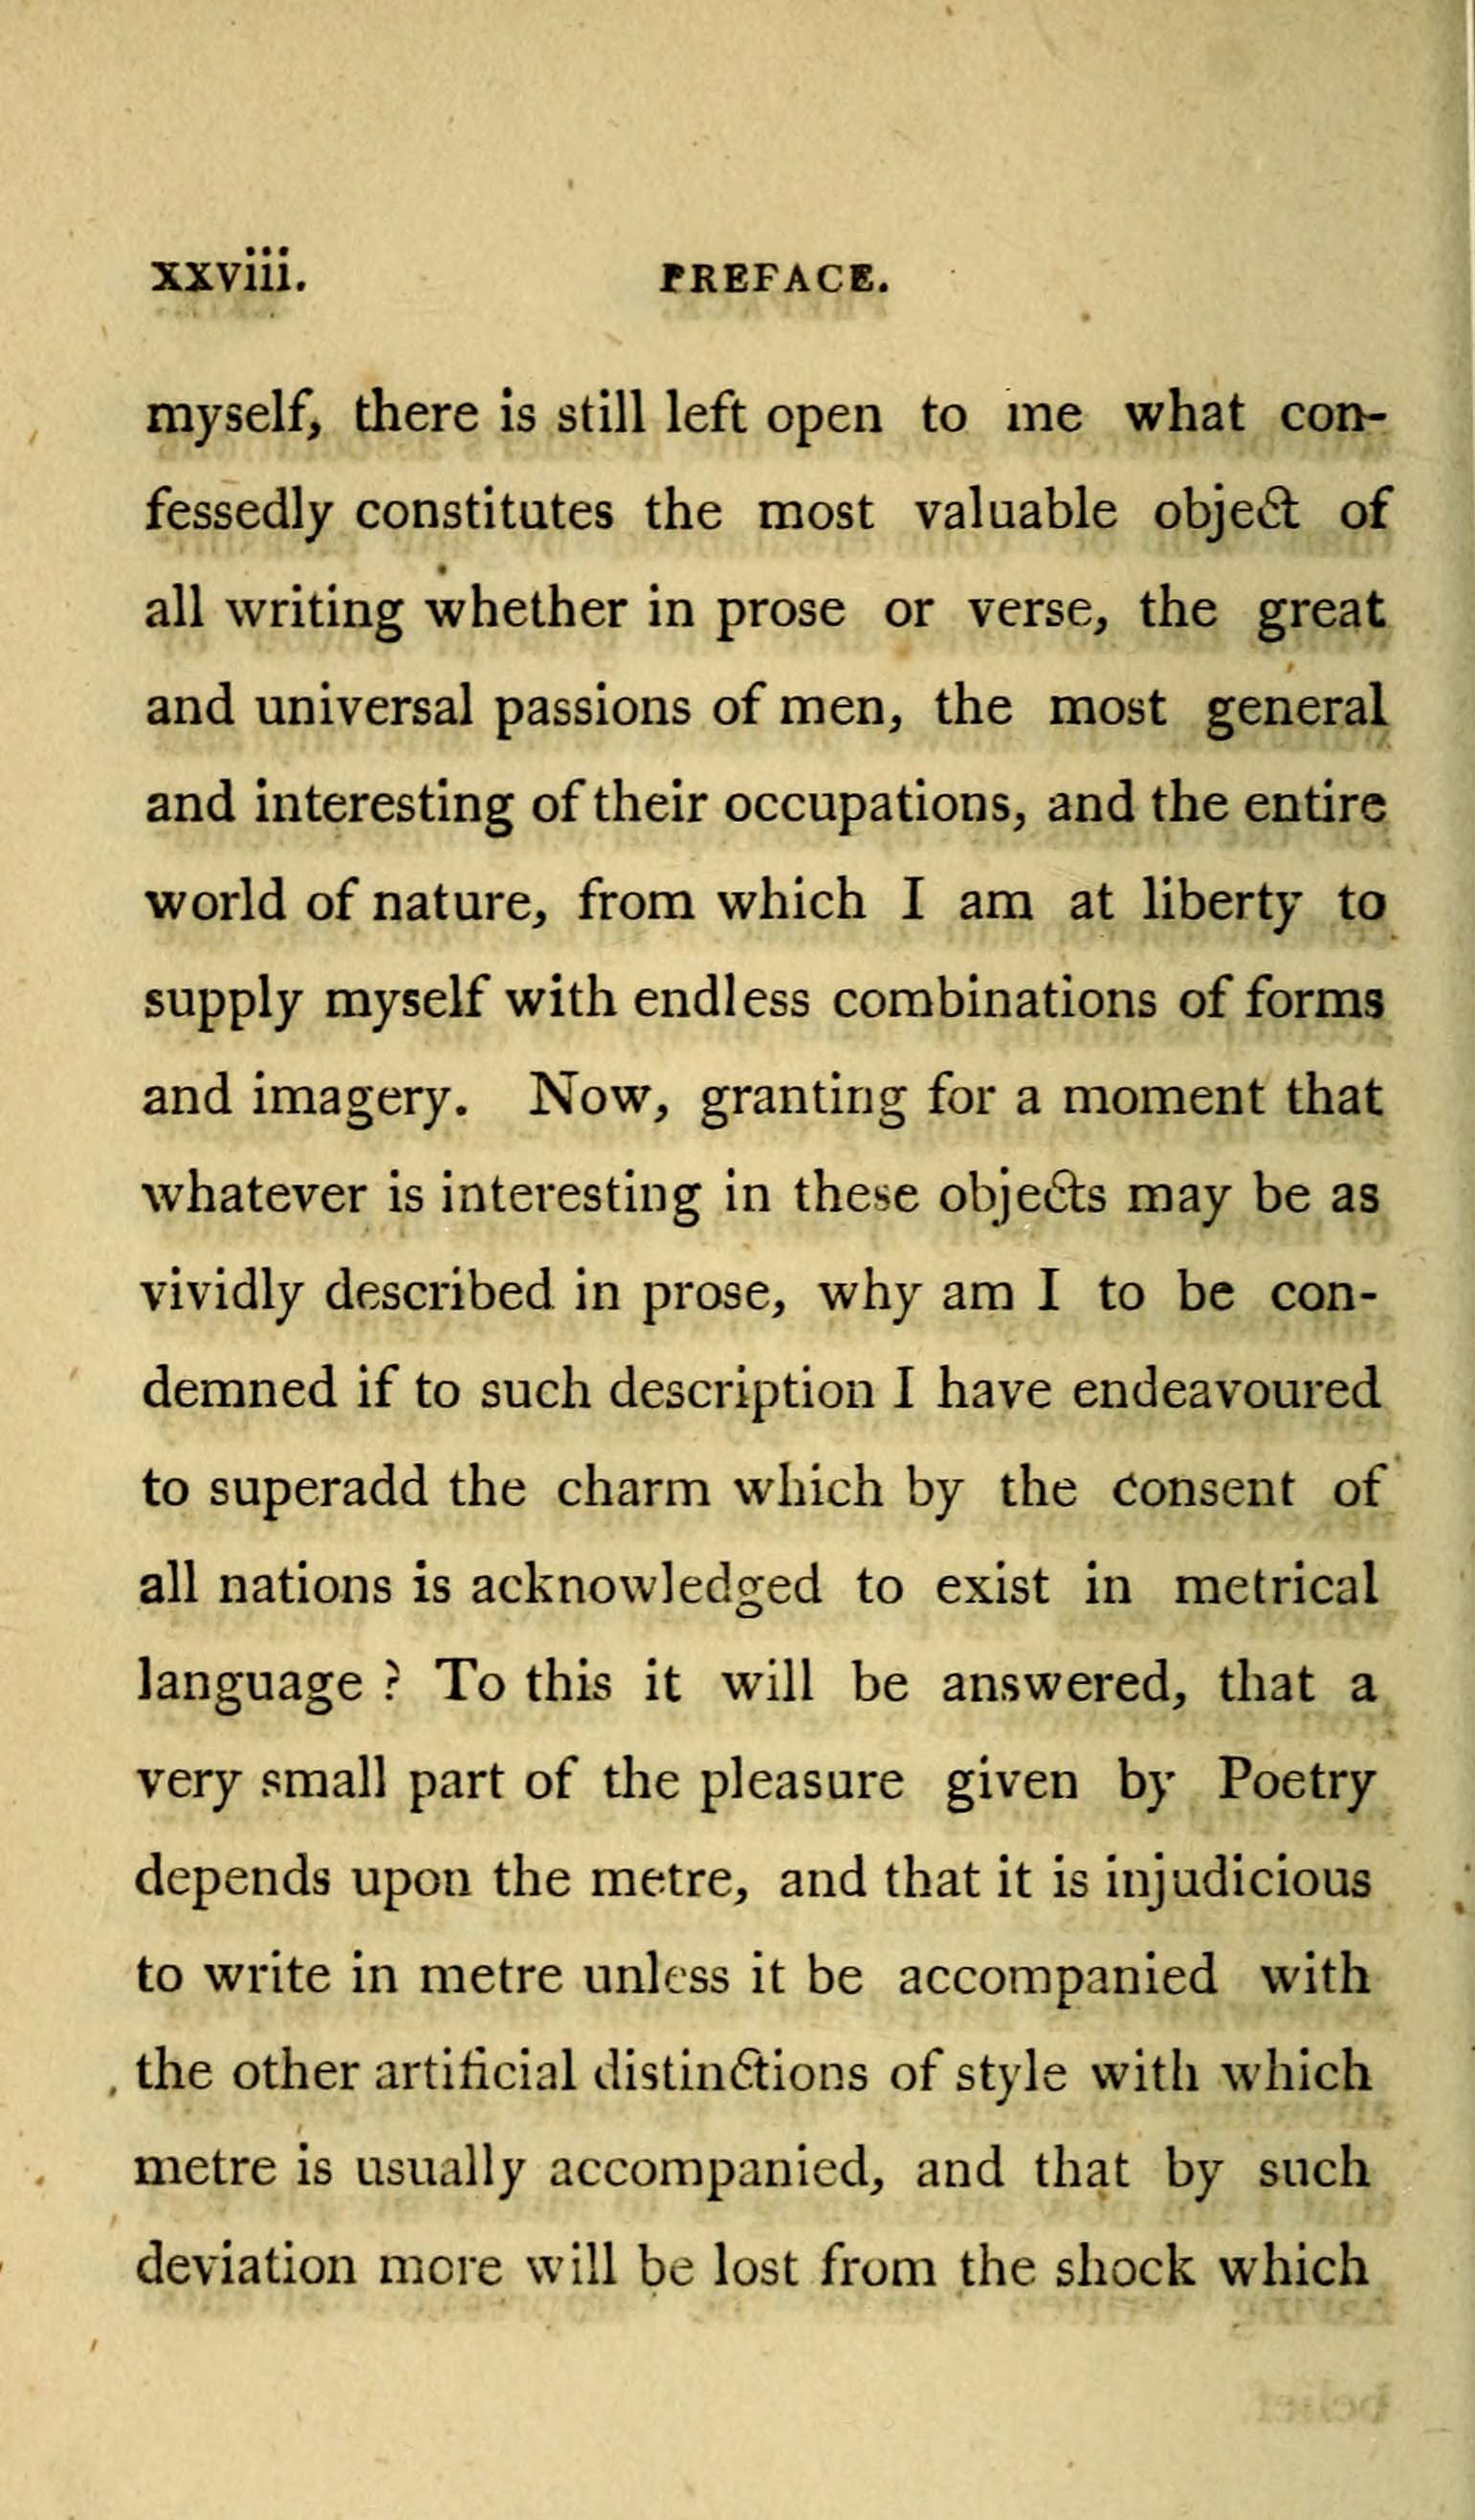 xxviii. PREFACE.
myself, there is still left open to me what con-
fessedly constitutes the most valuable object of
all writing whether in prose or verse, the great
and universal passions of men, the most general
and interesting of their occupations, and the entire
world of nature, from which I am at liberty to
supply myself with endless combinations of forms
and imagery. Now, granting for a moment that
whatever is interesting in these objects may be as
vividly described in prose, why am I to be con-
demned if to such description I have endeavoured
to superadd the charm which by the consent of
all nations is acknowledged to exist in metrical
language ? To this it will be answered, that a
very small part of the pleasure given by Poetry
depends upon the metre, and that it is injudicious
to write in metre unless it be accompanied with
the other artificial distinctions of style with which
metre is usually accompanied, and that by such
deviation more will be lost from the shock which